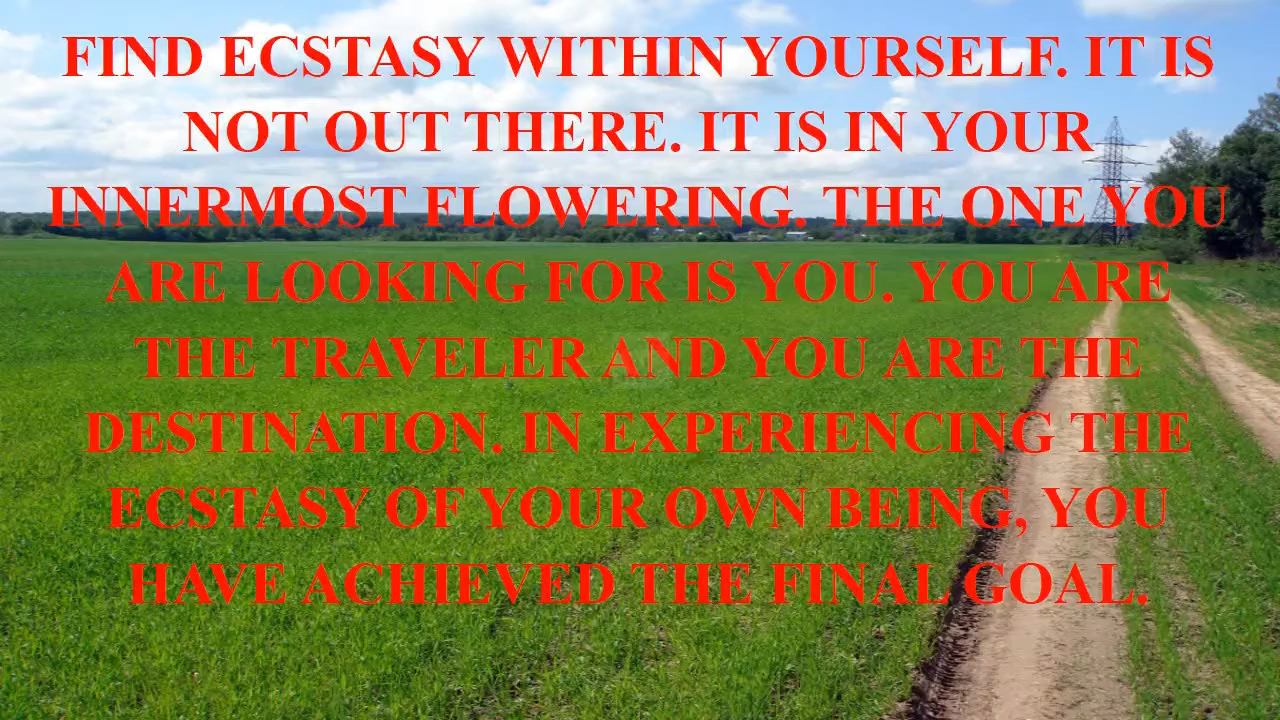 FIND ECSTASY WITHIN YOURSELF. IT IS
NOT OUT THERE. IT IS IN YOUR
INNERMOST FLOWERING. THE ONE YOU
ARE LOOKING FOR IS YOU. YOU ARE
THE TRAVELER AND YOU ARE THE
DESTINATION. IN EXPERIENCING THE
ECSTASY OF YOUR OWN BEING, YOU
HAVE ACHIEVED THE FINAL GOAL.